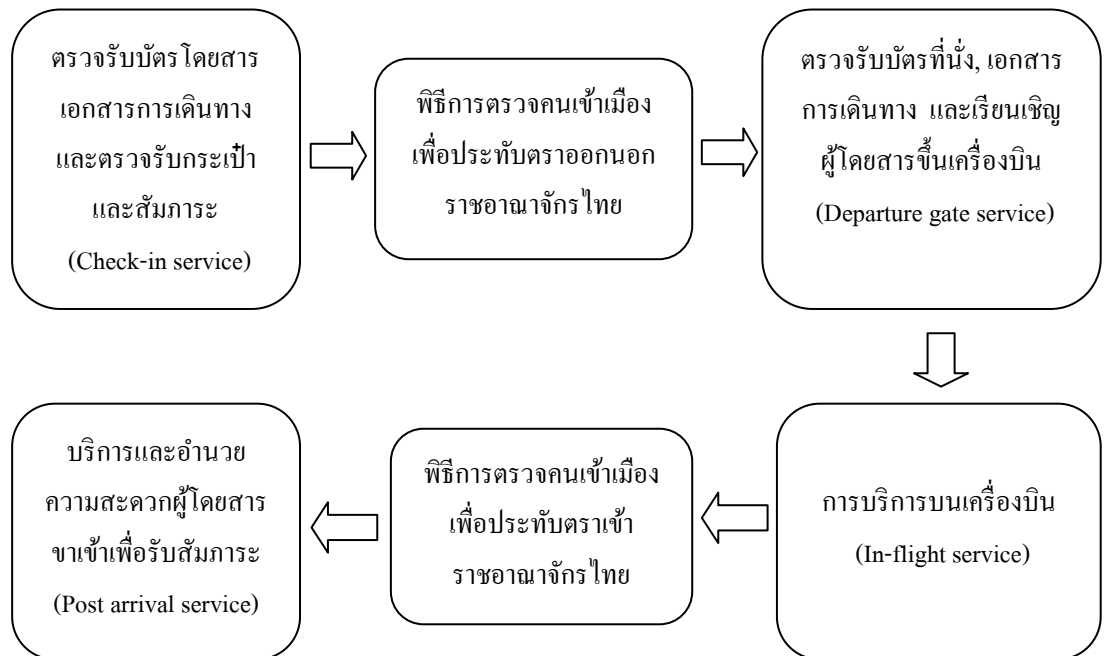 ตรวจรับบัตรโดยสาร
เอกสารการเดินทาง
และตรวจรับกระเป๋า
และสัมภาระ
(Check-in service)
พิธีการตรวจคนเข้าเมือง
เพื่อประทับตราออกนอก
ราชอาณาจักรไทย
ตรวจรับบัตรที่นั่ง, เอกสาร
การเดินทาง และเรียนเชิญ
ผู้โดยสารขึ้นเครื่องบิน
(Departure gate service)
การบริการบนเครื่องบิน
(In-flight service)
พิธีการตรวจคนเข้าเมือง
เพื่อประทับตราเข้า
ราชอาณาจักรไทย
บริการและอำนวย
ความสะดวกผู้โดยสาร
ขาเข้าเพื่อรับสัมภาระ
(Post arrival service)